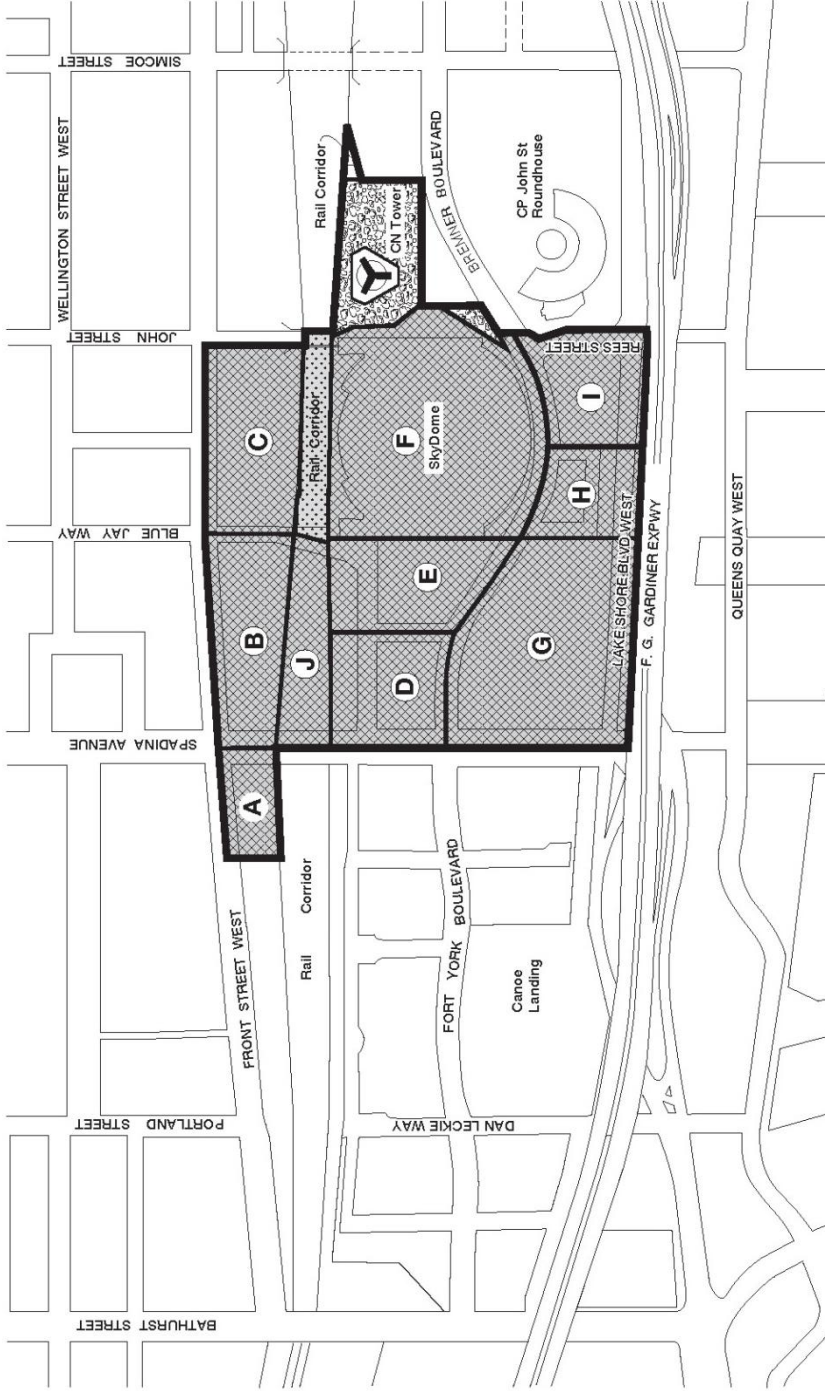 SIMCOE STREET
WELLINGTON STREET WEST
JOHN STREET
BLUE JAY WAY
SPADINA AVENUE
PORTLAND STREET
BATHURST STREET
FRONT STREET WEST
Rail Corridor
CN Tower
BREMNER BOULEVARD
CP John St
Roundhouse
REES STREET
Rail Corridor
A
B
C
J
D
E
F
SkyDome
G
H
I
LAKE SHORE BLVD WEST
F. G. GARDINER EXPWY
QUEENS QUAY WEST
Rail Corridor
FORT YORK BOULEVARD
Canoe
Landing
DAN LECKIE WAY